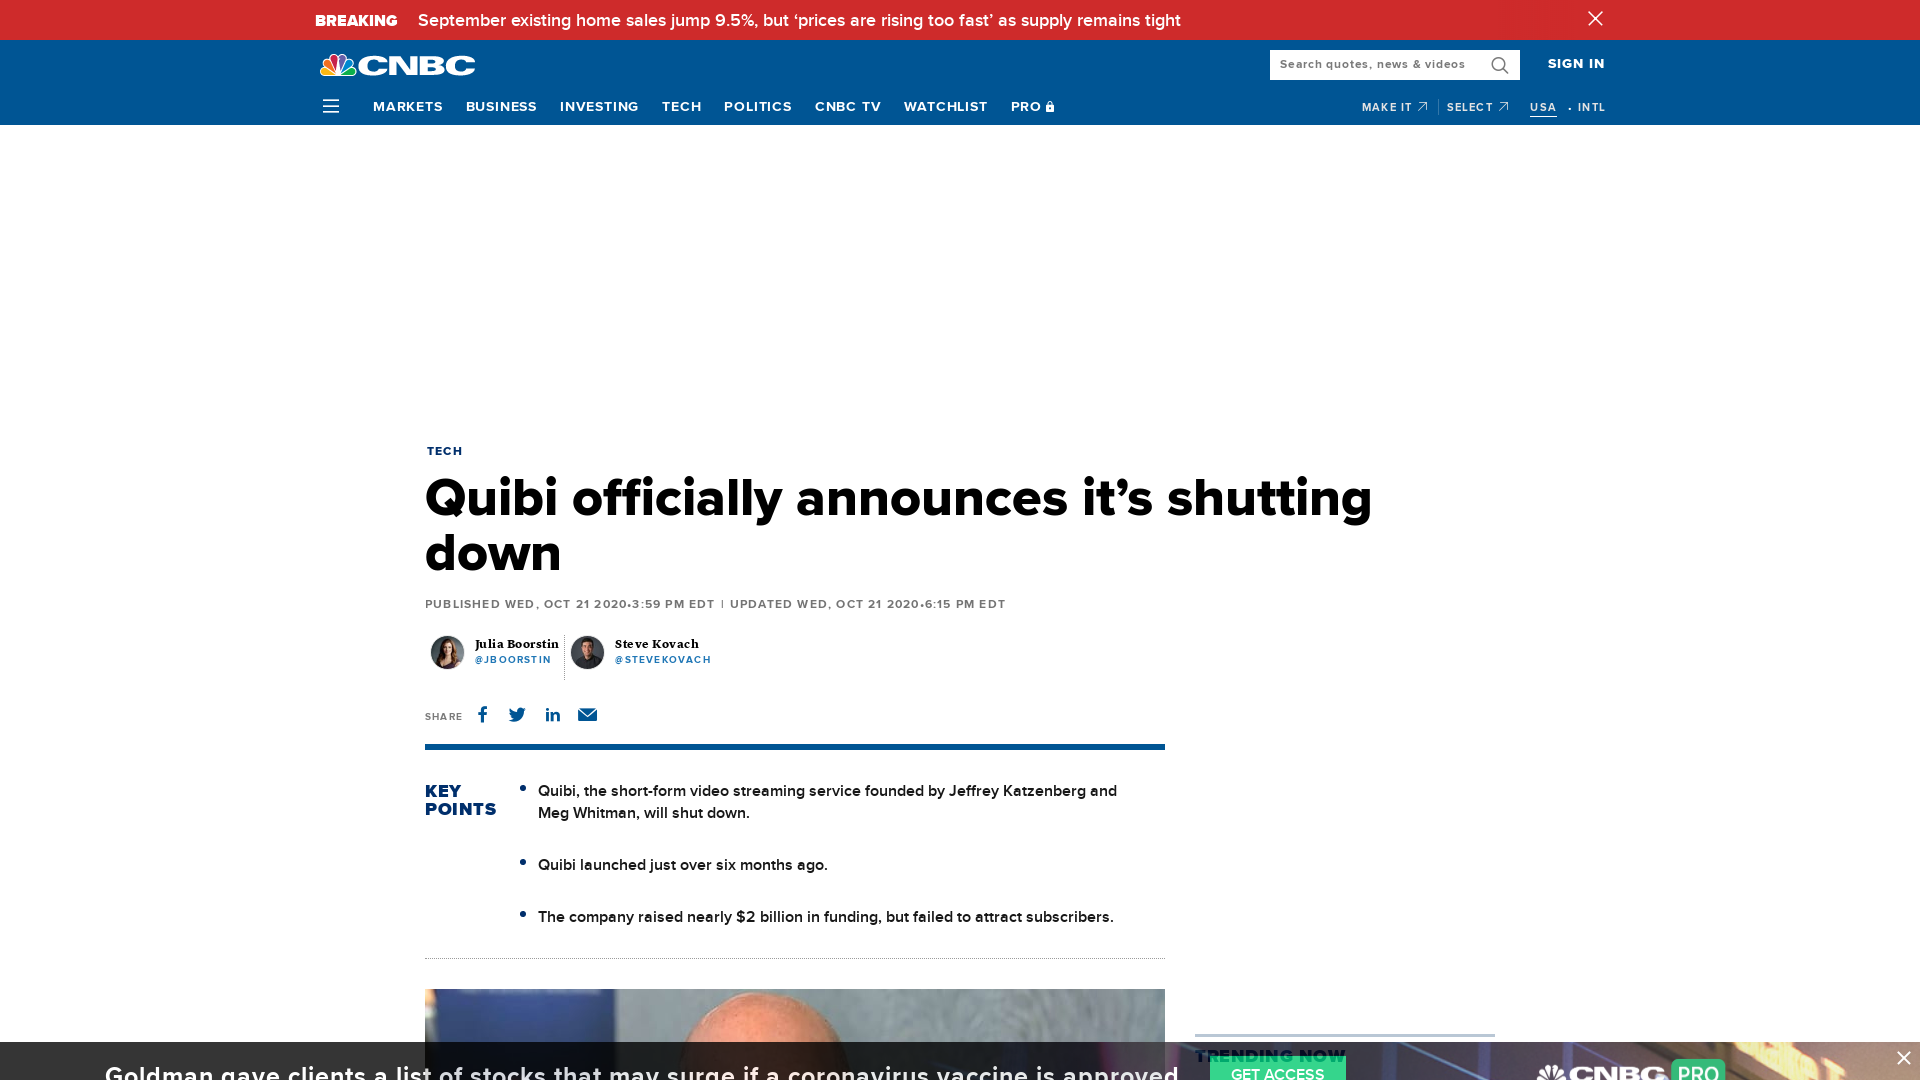 BREAKING September existing home sales jump 9.5%, but ‘prices are rising too fast’ as supply remains tight
CNBC
Search quotes, news & videos
SIGN IN
MARKETS BUSINESS INVESTING TECH POLITICS CNBC TV WATCHLIST PRO
MAKE IT SELECT USA • INTL
TECH
Quibi officially announces it’s shutting
down
PUBLISHED WED, OCT 21 2020•3:59 PM EDT | UPDATED WED, OCT 21 2020•6:15 PM EDT
Julia Boorstin
@JBOORSTIN
Steve Kovach
@STEVEKOVACH
SHARE
KEY
POINTS
• Quibi, the short-form video streaming service founded by Jeffrey Katzenberg and
Meg Whitman, will shut down.
• Quibi launched just over six months ago.
• The company raised nearly $2 billion in funding, but failed to attract subscribers.
TRENDING NOW
Goldman gave clients a list of stocks that may surge if a coronavirus vaccine is approved
GET ACCESS
CNBC PRO